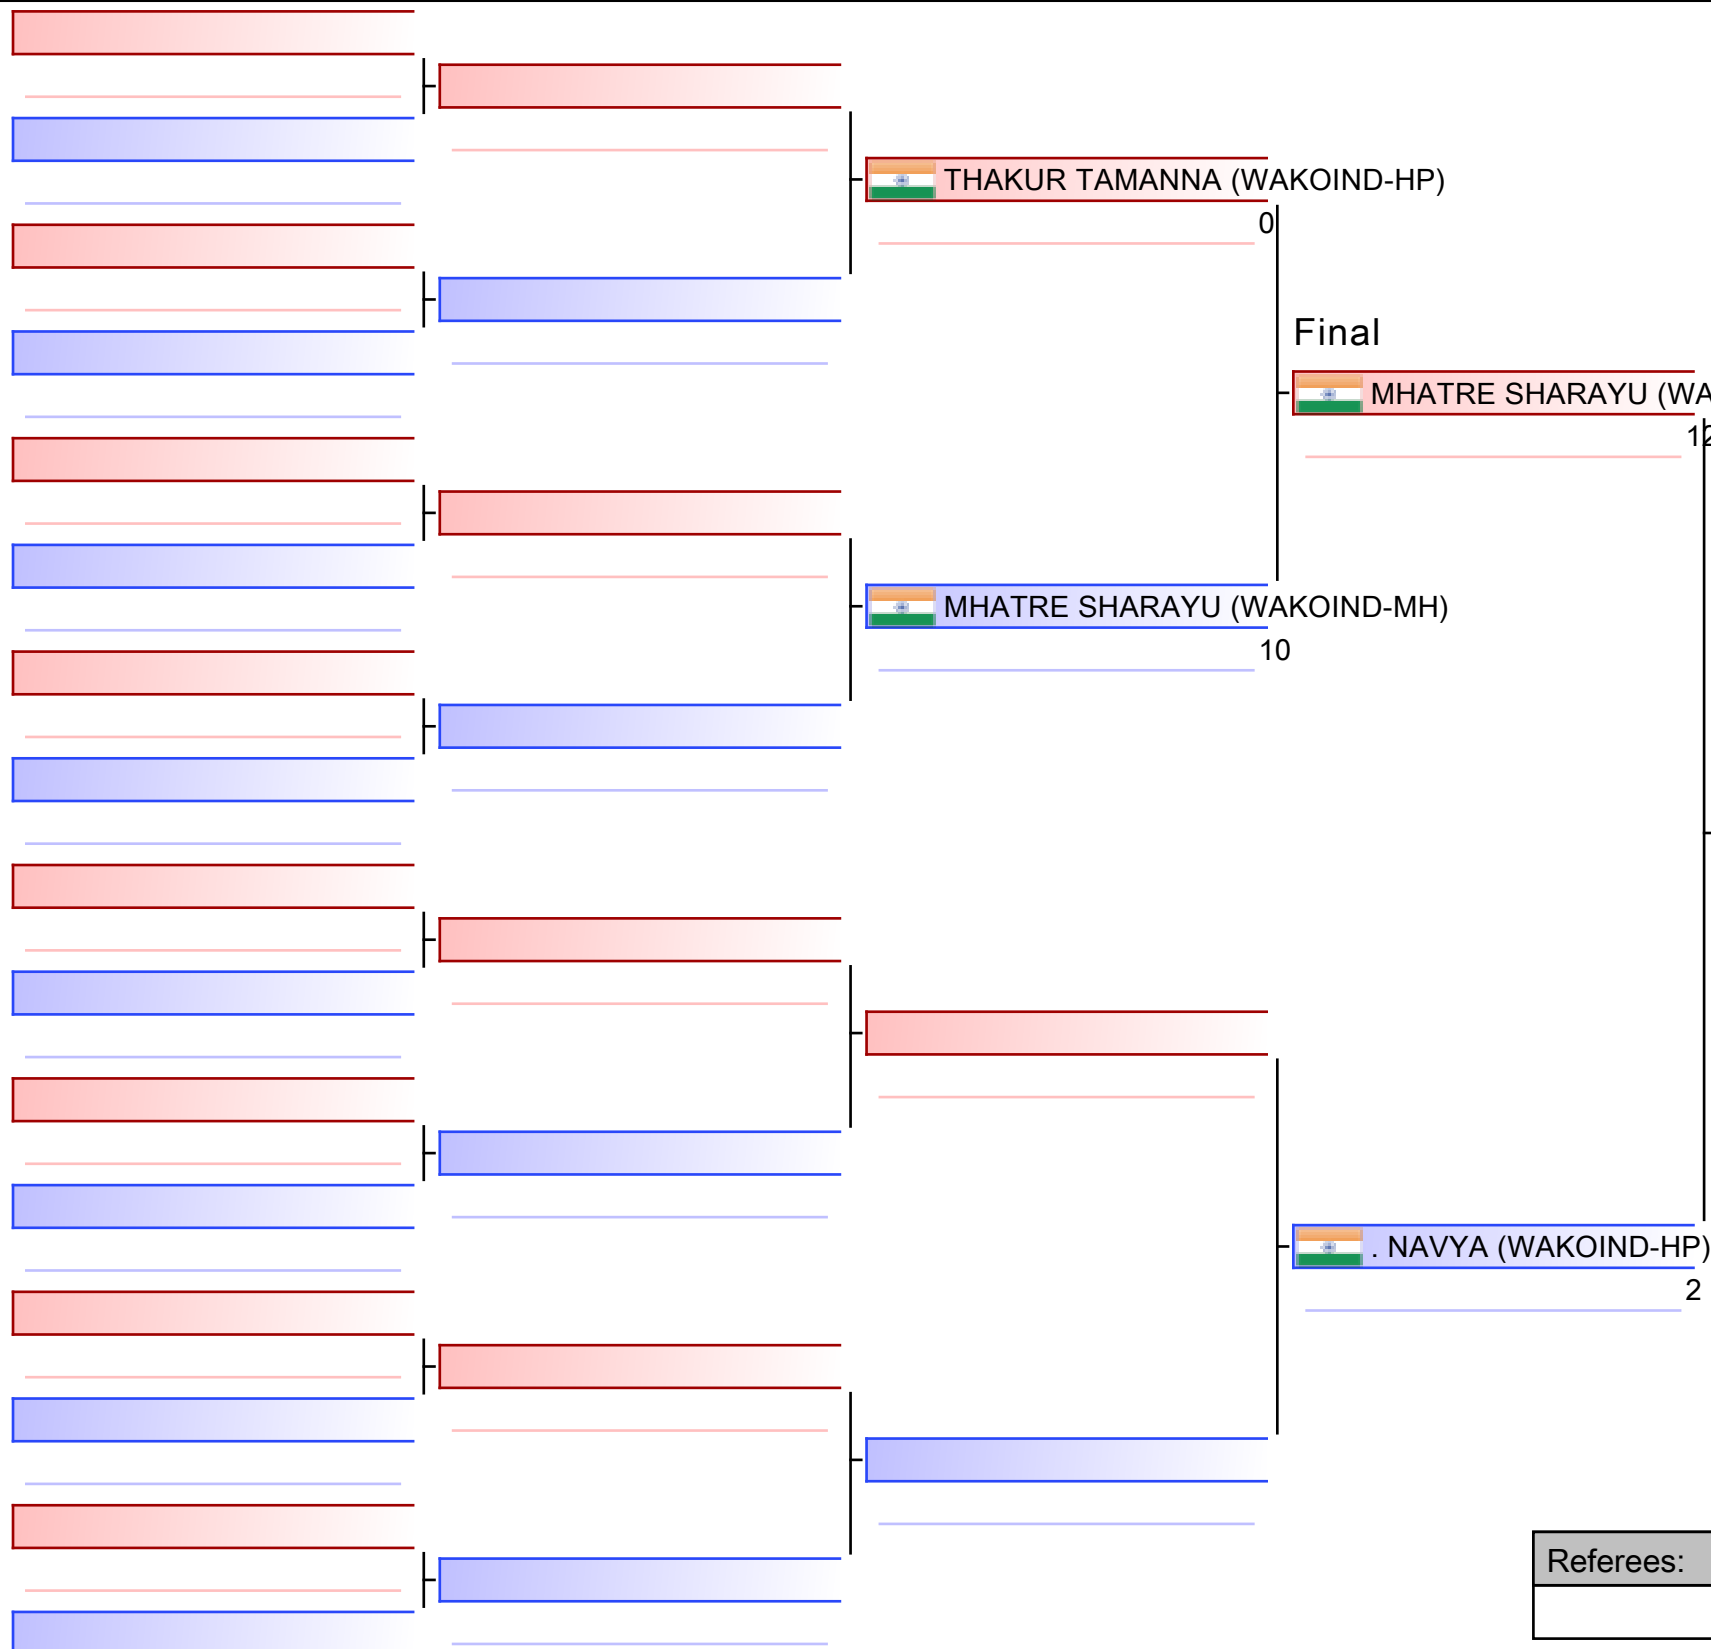 THAKUR TAMANNA (WAKOIND-HP)
0
Final
MHATRE SHARAYU (WA
12
MHATRE SHARAYU (WAKOIND-MH)
10
. NAVYA (WAKOIND-HP)
2
Referees: